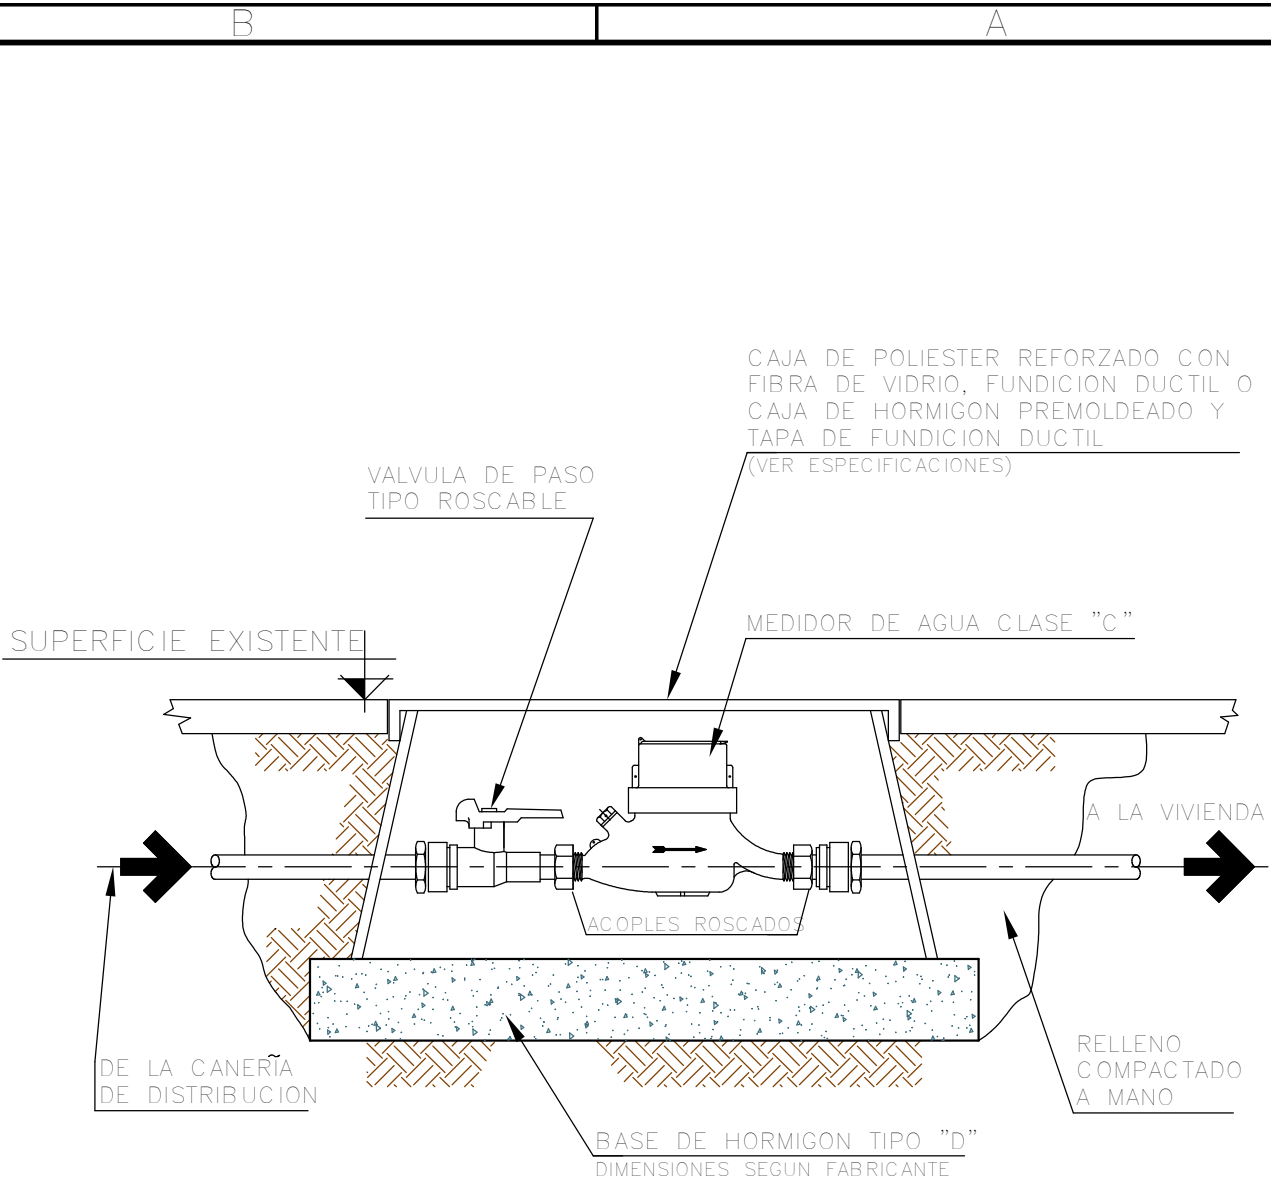 B
A
CAJA DE POLIESTER REFORZADO CON
FIBRA DE VIDRIO, FUNDICION DUCTIL O
CAJA DE HORMIGON PREMOLDEADO Y
TAPA DE FUNDICION DUCTIL
(VER ESPECIFICACIONES)
VALVULA DE PASO
TIPO ROSCABLE
MEDIDOR DE AGUA CLASE "C"
SUPERFICIE EXISTENTE
A LA VIVIENDA
ACOPLES ROSCADOS
DE LA CAÑERIA
DE DISTRIBUCION
RELLENO
COMPACTADO
A MANO
BASE DE HORMIGON TIPO "D"
DIMENSIONES SEGUN FABRICANTE